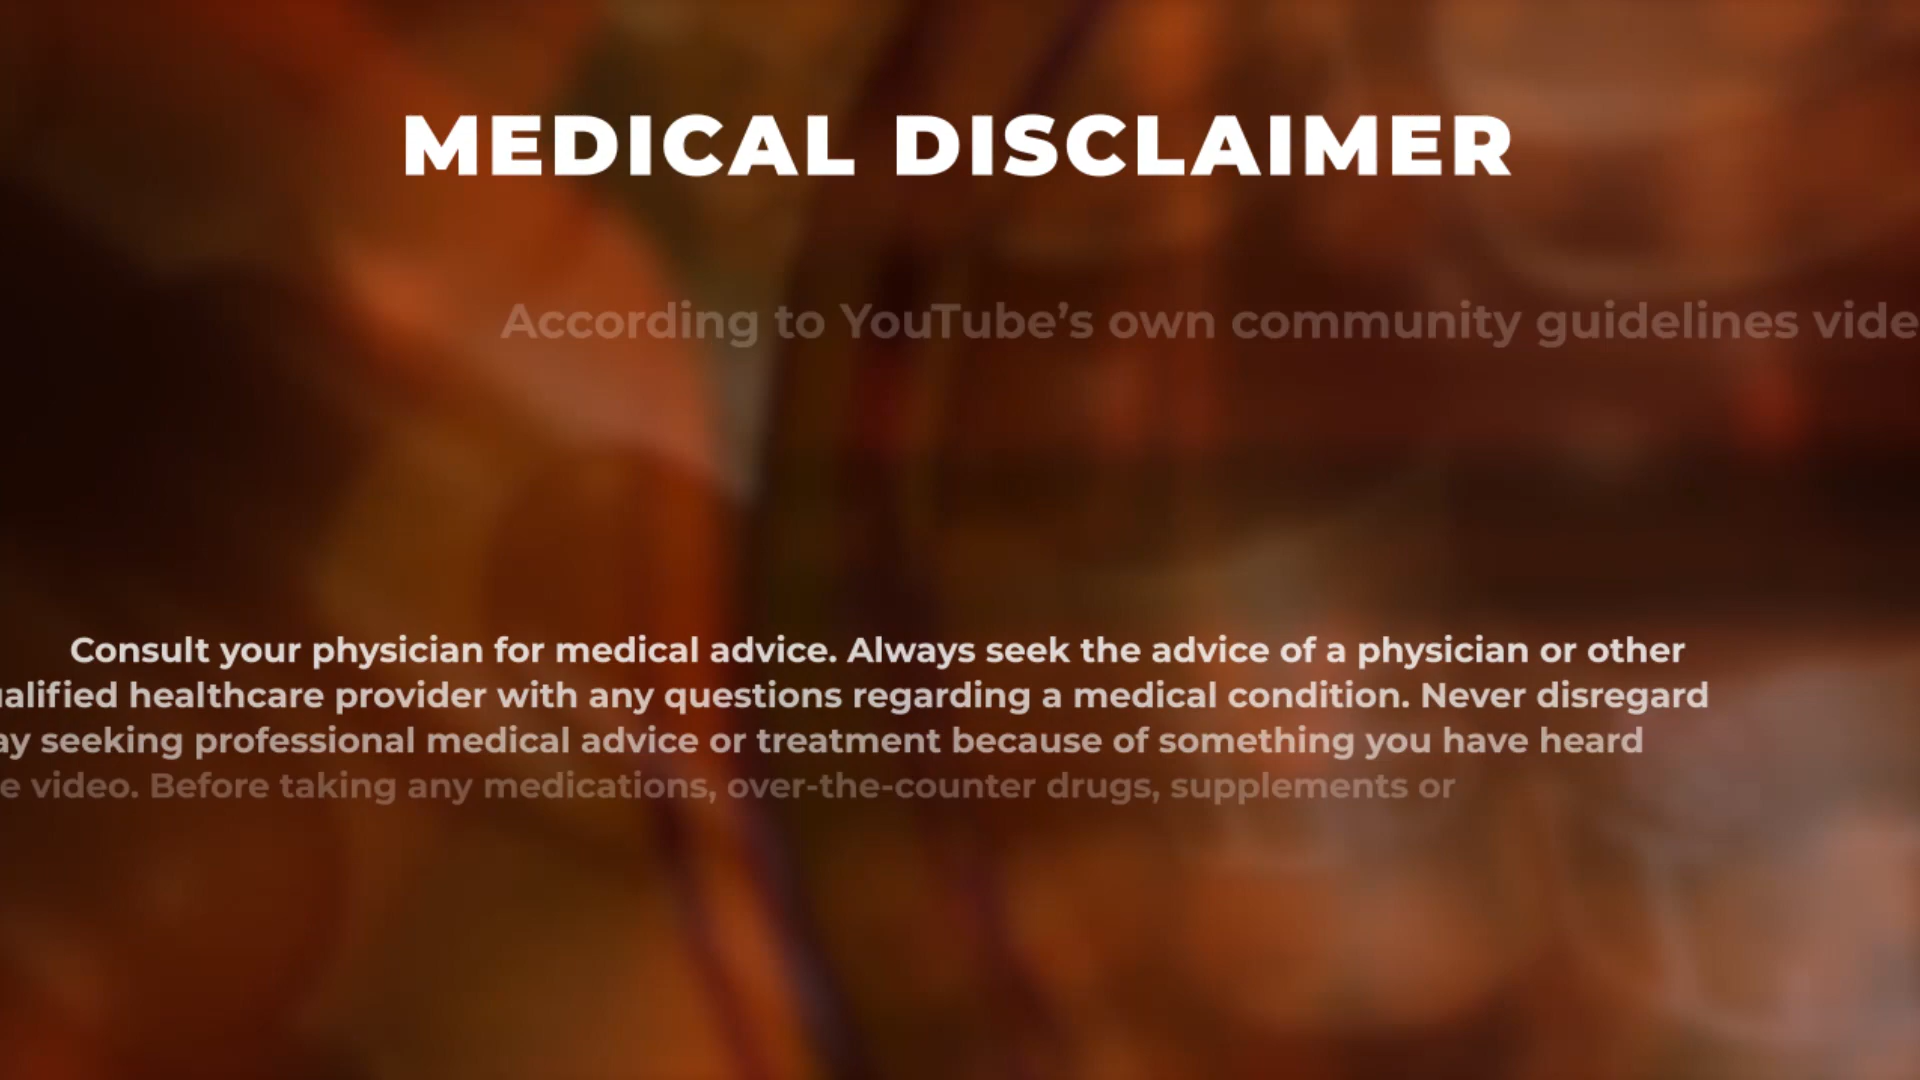 MEDICAL DISCLAIMER
According to YouTube’s own community guidelines vide
Consult your physician for medical advice. Always seek the advice of a physician or other
alified healthcare provider with any questions regarding a medical condition. Never disregard
ay seeking professional medical advice or treatment because of something you have heard
e video. Before taking any medications, over-the-counter drugs, supplements or